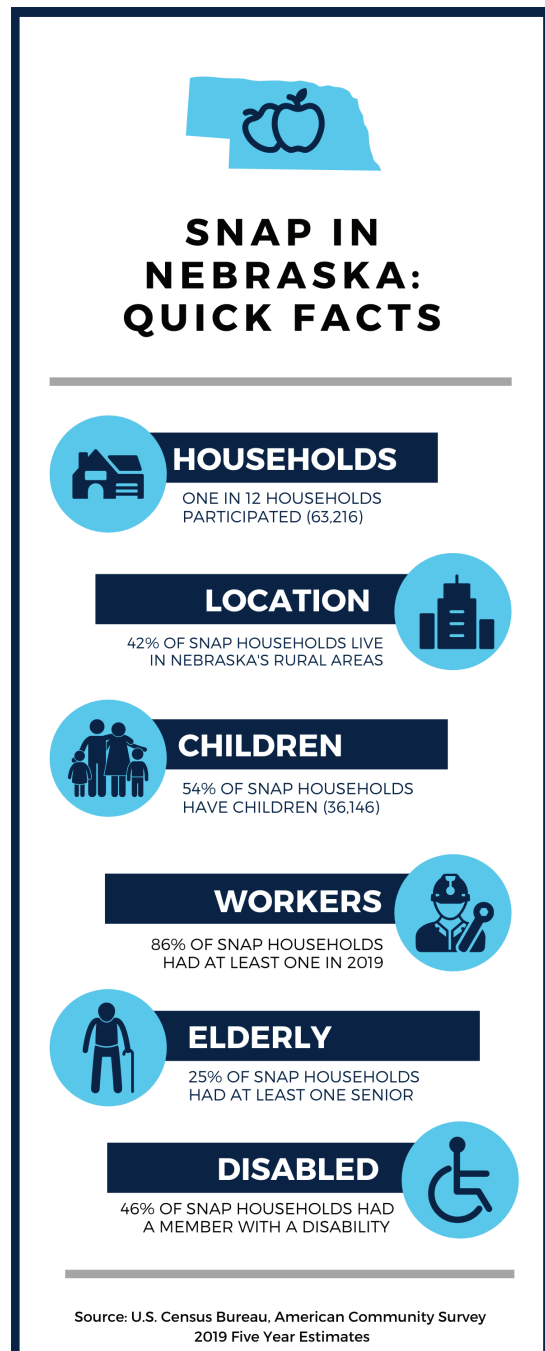 SNAP IN
NEBRASKA:
QUICK FACTS
HOUSEHOLDS
ONE IN 12 HOUSEHOLDS
PARTICIPATED (63,216)
LOCATION
42% OF SNAP HOUSEHOLDS LIVE
IN NEBRASKA'S RURAL AREAS
CHILDREN
54% OF SNAP HOUSEHOLDS
HAVE CHILDREN (36,146)
WORKERS
86% OF SNAP HOUSEHOLDS
HAD AT LEAST ONE IN 2019
ELDERLY
25% OF SNAP HOUSEHOLDS
HAD AT LEAST ONE SENIOR
DISABLED
46% OF SNAP HOUSEHOLDS HAD
A MEMBER WITH A DISABILITY
Source: U.S. Census Bureau, American Community Survey
2019 Five Year Estimates